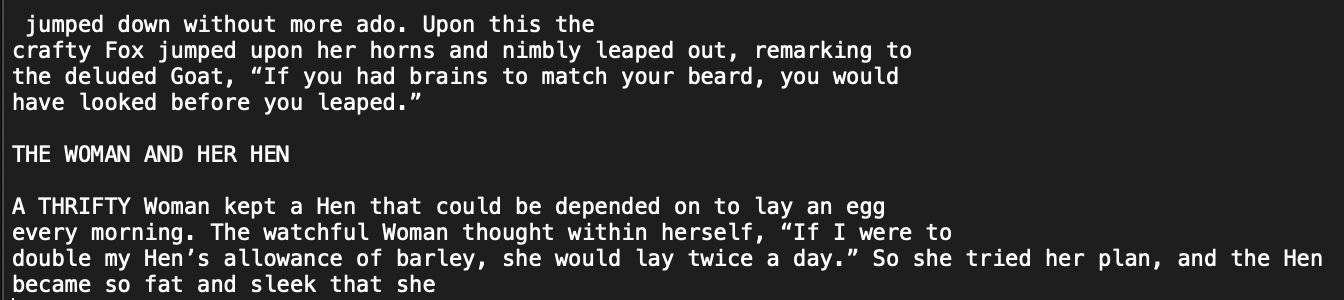 jumped down without more ado. Upon this the
crafty Fox jumped upon her horns and nimbly leaped out, remarking to
the deluded Goat, “If you had brains to match your beard, you would
have looked before you leaped.”
THE WOMAN AND HER HEN
A THRIFTY Woman kept a Hen that could be depended on to lay an egg
every morning. The watchful Woman thought within herself, “If I were to
double my Hen’s allowance of barley, she would lay twice a day.” So she tried her plan, and the Hen
became so fat and sleek that she